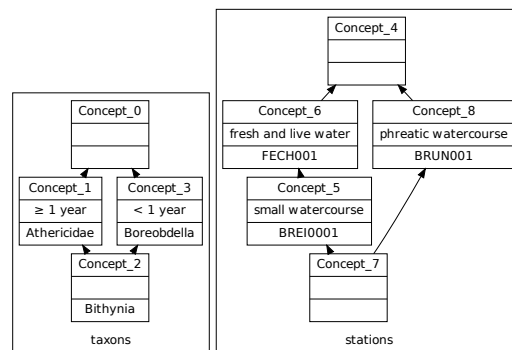 Concept_4
Concept_0
Concept_6
fresh and live water
FECH001
Concept_8
phreatic watercourse
BRUN001
Concept_1
≥ 1 year
Athericidae
Concept_3
< 1 year
Boreobdella
Concept_5
small watercourse
BREI0001
Concept_2
Bithynia
Concept_7
taxons
stations